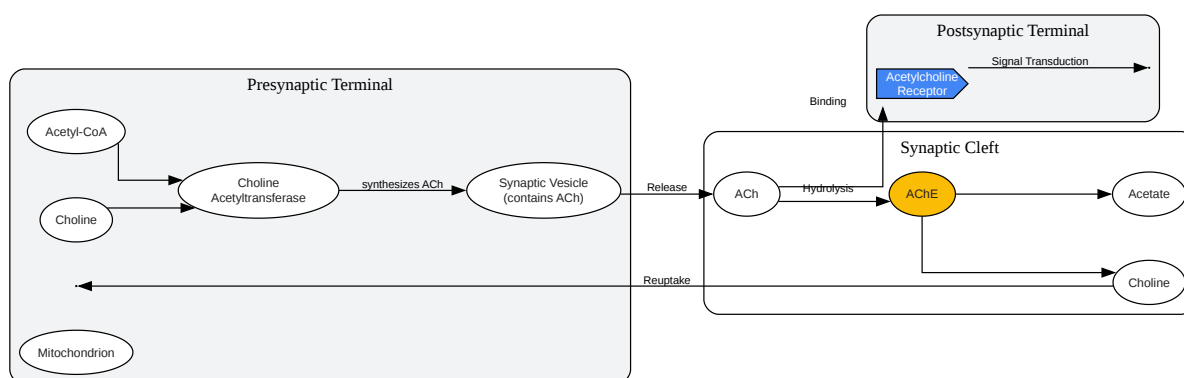 Postsynaptic Terminal
Acetylcholine
Receptor
Signal Transduction
Binding
Presynaptic Terminal
Acetyl-CoA
Choline
Choline
Acetyltransferase
synthesizes ACh
Synaptic Vesicle
(contains ACh)
Release
Synaptic Cleft
ACh
Hydrolysis
AChE
Acetate
Choline
Reuptake
Mitochondrion